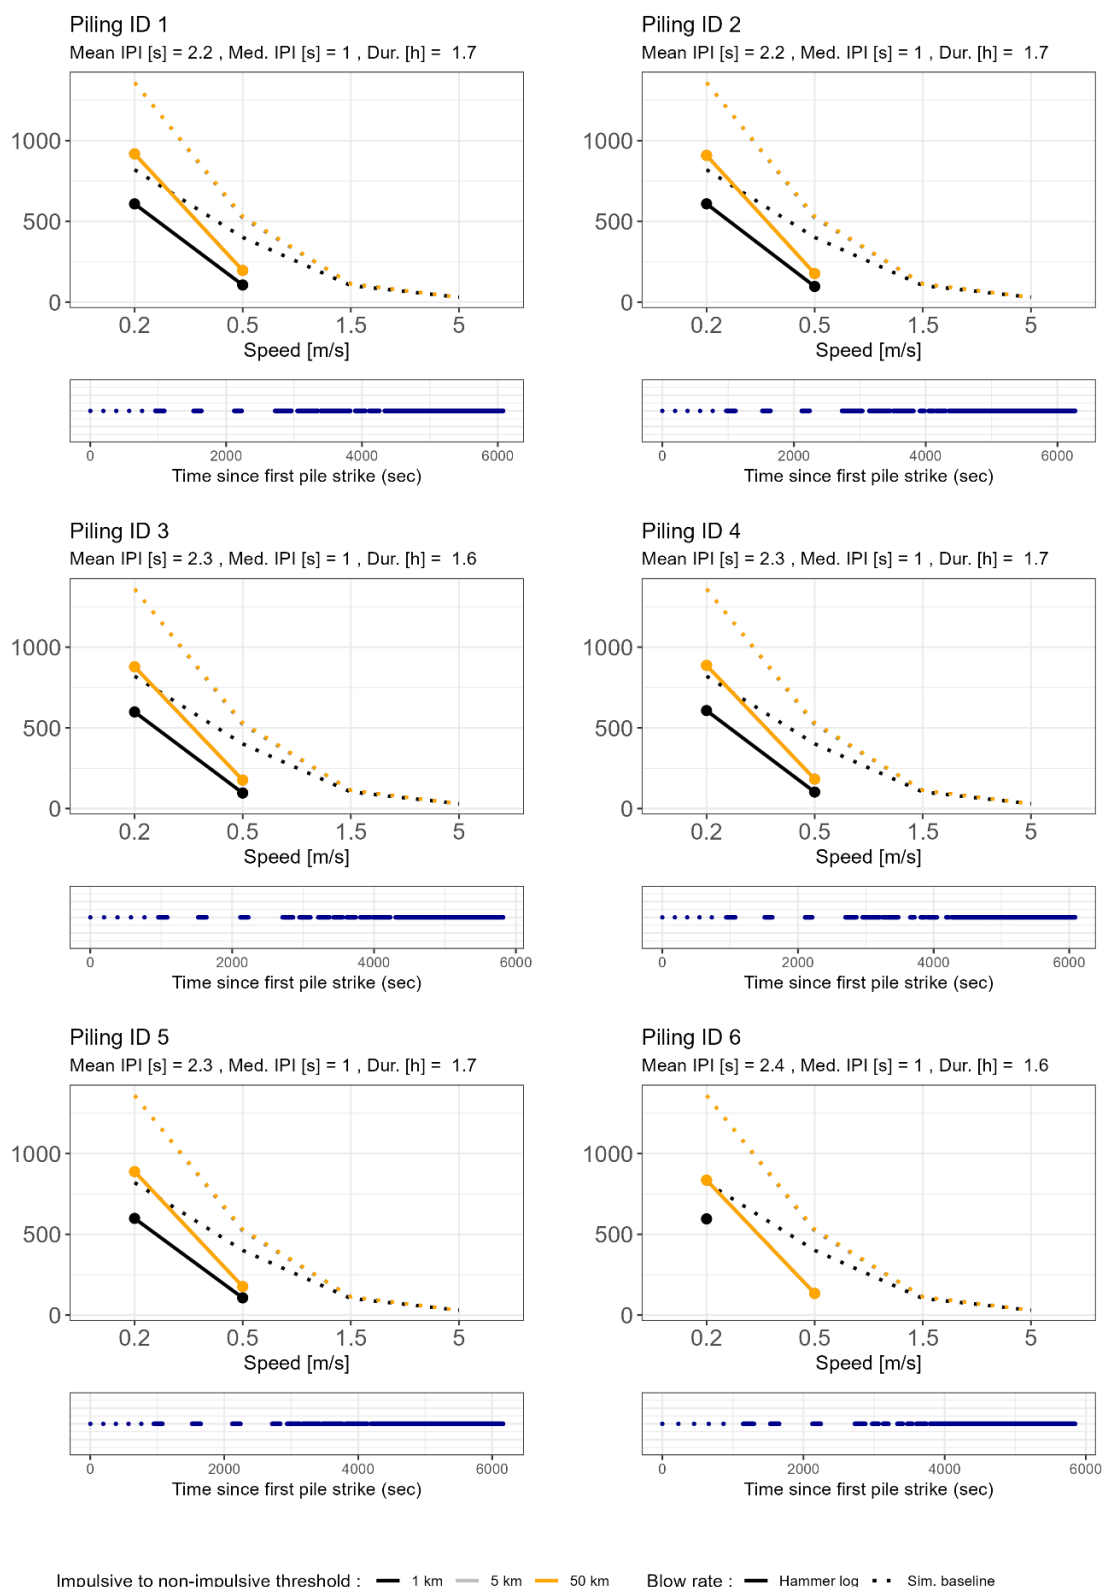 Piling ID 1
Mean IPI [s] = 2.2 , Med. IPI [s] = 1 , Dur. [h] = 1.7
1000
500
0
0.2 0.5 1.5 5
Speed [m/s]
0 2000 4000 6000
Time since first pile strike (sec)
Piling ID 2
Mean IPI [s] = 2.2 , Med. IPI [s] = 1 , Dur. [h] = 1.7
1000
500
0
0.2 0.5 1.5 5
Speed [m/s]
0 2000 4000 6000
Time since first pile strike (sec)
Piling ID 3
Mean IPI [s] = 2.3 , Med. IPI [s] = 1 , Dur. [h] = 1.6
1000
500
0
0.2 0.5 1.5 5
Speed [m/s]
0 2000 4000 6000
Time since first pile strike (sec)
Piling ID 4
Mean IPI [s] = 2.3 , Med. IPI [s] = 1 , Dur. [h] = 1.7
1000
500
0
0.2 0.5 1.5 5
Speed [m/s]
0 2000 4000 6000
Time since first pile strike (sec)
Piling ID 5
Mean IPI [s] = 2.3 , Med. IPI [s] = 1 , Dur. [h] = 1.7
1000
500
0
0.2 0.5 1.5 5
Speed [m/s]
0 2000 4000 6000
Time since first pile strike (sec)
Piling ID 6
Mean IPI [s] = 2.4 , Med. IPI [s] = 1 , Dur. [h] = 1.6
1000
500
0
0.2 0.5 1.5 5
Speed [m/s]
0 2000 4000 6000
Time since first pile strike (sec)
Impulsive to non-impulsive threshold : 1 km 5 km 50 km Blow rate : Hammer log Sim. baseline